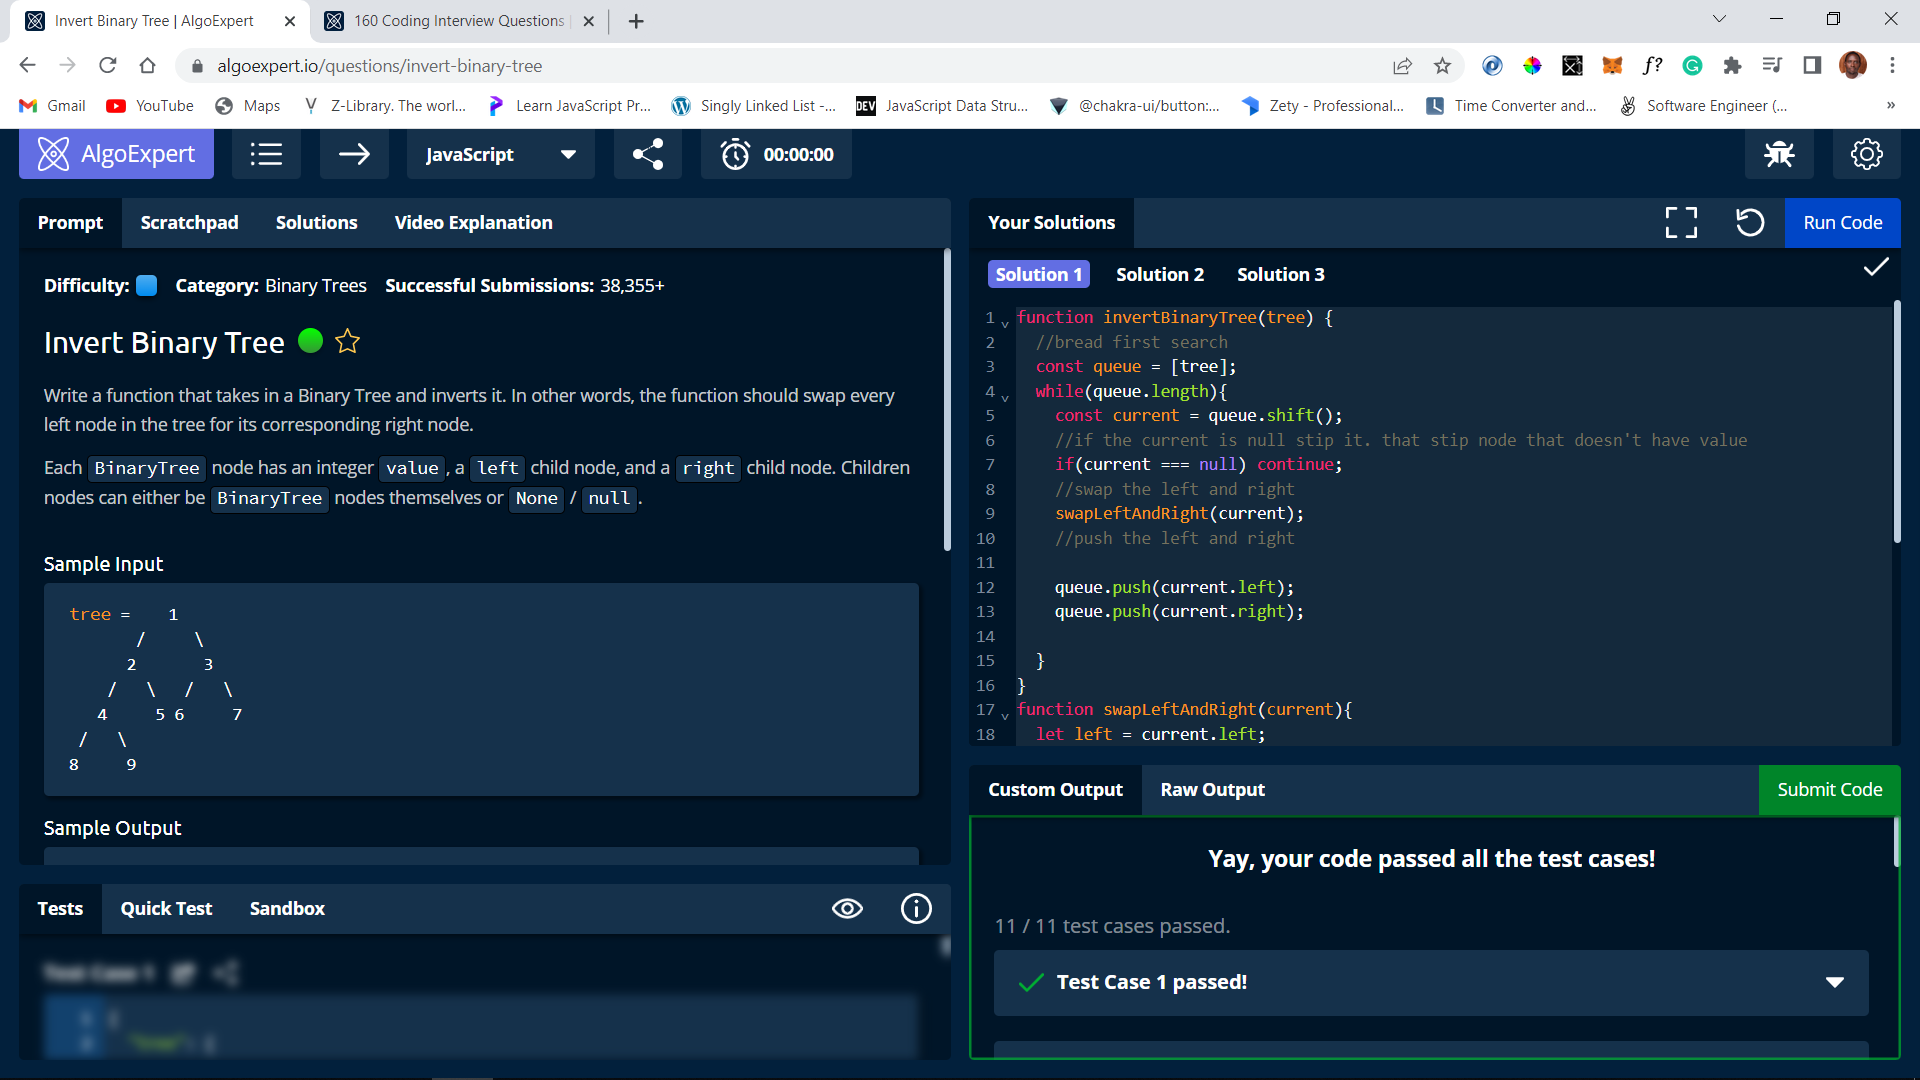 Invert Binary Tree | AlgoExpert
160 Coding Interview Questions
algoexpert.io/questions/invert-binary-tree
f?
Gmail YouTube Maps Z-Library. The worl... Learn JavaScript Pr... Singly Linked List -... DEV JavaScript Data Stru... @chakra-ui/button:... Zety - Professional... Time Converter and... Software Engineer (... »
AlgoExpert JavaScript 00:00:00
Prompt Scratchpad Solutions Video Explanation
Difficulty: Category: Binary Trees Successful Submissions: 38,355+
Invert Binary Tree
Write a function that takes in a Binary Tree and inverts it. In other words, the function should swap every
left node in the tree for its corresponding right node.
Each BinaryTree node has an integer value, a left child node, and a right child node. Children
nodes can either be BinaryTree nodes themselves or None / null.
Sample Input
tree =    1
/     \
2       3
/   \   /   \
4     5 6     7
/   \
8     9
Sample Output
Tests Quick Test Sandbox
Test Case 1
Your Solutions Run Code
Solution 1 Solution 2 Solution 3
1 function invertBinaryTree(tree) {
2 //bread first search
3 const queue = [tree];
4 while(queue.length){
5 const current = queue.shift();
6 //if the current is null stip it. that stip node that doesn't have value
7 if(current === null) continue;
8 //swap the left and right
9 swapLeftAndRight(current);
10 //push the left and right
11
12 queue.push(current.left);
13 queue.push(current.right);
14
15 }
16 }
17 function swapLeftAndRight(current){
18 let left = current.left;
Custom Output Raw Output Submit Code
Yay, your code passed all the test cases!
11 / 11 test cases passed.
Test Case 1 passed!